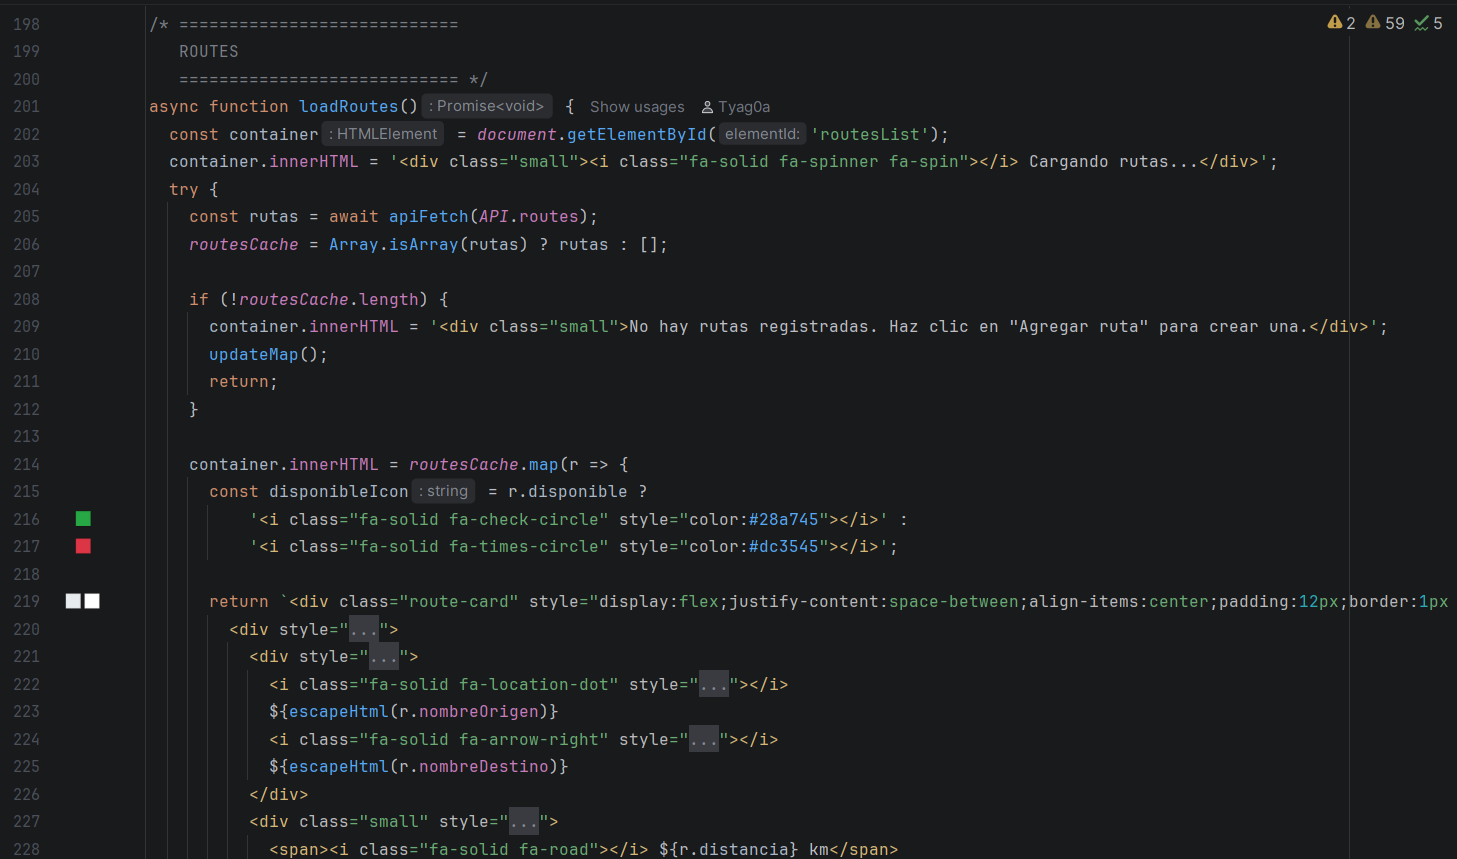 198 /* ============================
199 ROUTES
200 ============================ */
201 async function loadRoutes() : Promise<void> { Show usages Tyag0a
202 const container : HTMLElement = document.getElementById( elementId: 'routesList');
203 container.innerHTML = '<div class="small"><i class="fa-solid fa-spinner fa-spin"></i> Cargando rutas...</div>';
204 try {
205 const rutas = await apiFetch(API.routes);
206 routesCache = Array.isArray(rutas) ? rutas : [];
207
208 if (!routesCache.length) {
209 container.innerHTML = '<div class="small">No hay rutas registradas. Haz clic en "Agregar ruta" para crear una.</div>';
210 updateMap();
211 return;
212 }
213
214 container.innerHTML = routesCache.map(r => {
215 const disponibleIcon : string = r.disponible ?
216 '<i class="fa-solid fa-check-circle" style="color:#28a745"></i>' :
217 '<i class="fa-solid fa-times-circle" style="color:#dc3545"></i>';
218
219 return `<div class="route-card" style="display:flex;justify-content:space-between;align-items:center;padding:12px;border:1px
220 <div style="...">
221 <div style="...">
222 <i class="fa-solid fa-location-dot" style="..."></i>
223 ${escapeHtml(r.nombreOrigen)}
224 <i class="fa-solid fa-arrow-right" style="..."></i>
225 ${escapeHtml(r.nombreDestino)}
226 </div>
227 <div class="small" style="...">
228 <span><i class="fa-solid fa-road"></i> ${r.distancia} km</span>
2 59 5